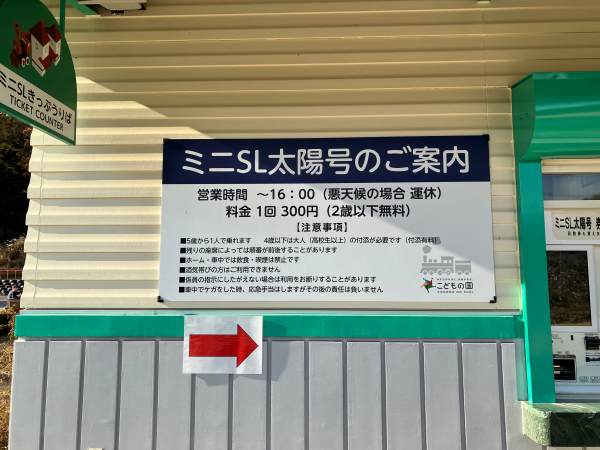 ミニSLきっぷうりば
TICKET COUNTER
ミニSL太陽号のご案内
営業時間 ～16：00（悪天候の場合 運休）
料金 1回 300円（2歳以下無料）
【注意事項】
■5歳から1人で乗れます 4歳以下は大人（高校生以上）の付添が必要です（付添有料）
■残りの座席によっては順番が前後することがあります
■ホーム・車中では飲食・喫煙は禁止です
■酒気帯びの方はご利用できません
■係員の指示にしたがえない場合は利用をお断りすることがあります
■車中でケガをした時、応急手当はしますがその後の責任は負いません
こどもの国
ミニSL太陽号 券